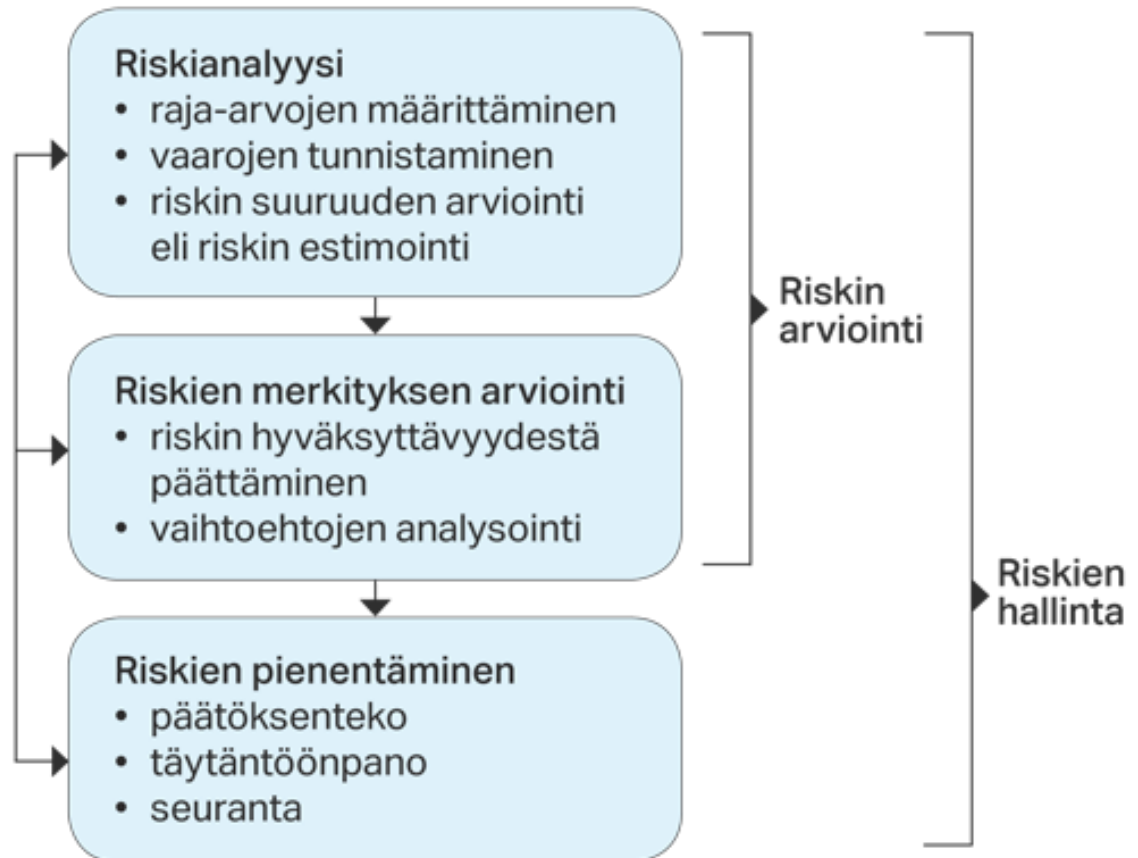 Riskianalyysi
• raja-arvojen määrittäminen
• vaarojen tunnistaminen
• riskin suuruuden arviointi
eli riskin estimointi
Riskien merkityksen arviointi
• riskin hyväksyttävyydestä
päättäminen
• vaihtoehtojen analysointi
Riskien pienentäminen
• päätöksenteko
• täytäntöönpano
• seuranta
Riskin
arviointi
Riskien
hallinta